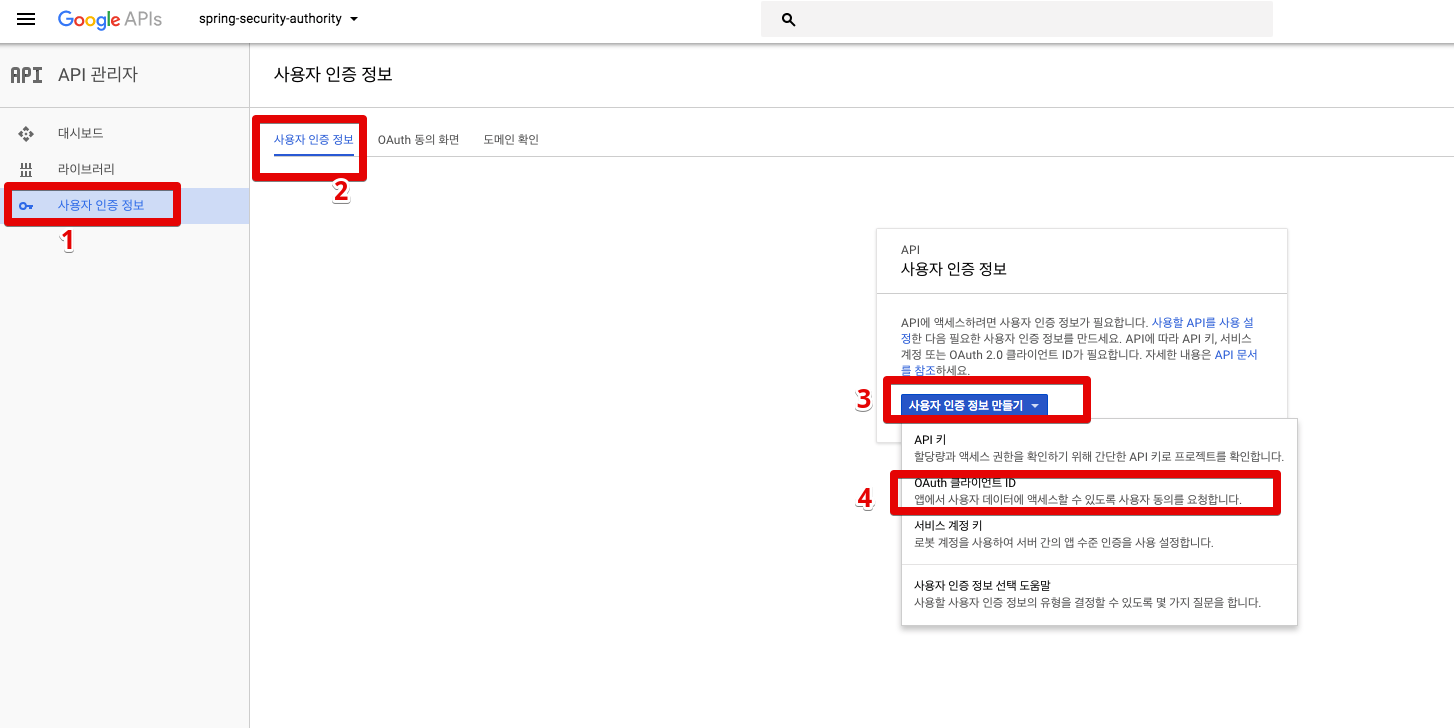 Google APIs
spring-security-authority
API API 관리자
사용자 인증 정보
대시보드
라이브러리
사용자 인증 정보
1
사용자 인증 정보
OAuth 동의 화면
도메인 확인
2
API
사용자 인증 정보
API에 액세스하려면 사용자 인증 정보가 필요합니다. 사용할 API를 사용 설
정한 다음 필요한 사용자 인증 정보를 만드세요. API에 따라 API 키, 서비스
계정 또는 OAuth 2.0 클라이언트 ID가 필요합니다. 자세한 내용은 API 문서
를 참조하세요.
3
사용자 인증 정보 만들기
API 키
할당량과 액세스 권한을 확인하기 위해 간단한 API 키로 프로젝트를 확인합니다.
4
OAuth 클라이언트 ID
앱에서 사용자 데이터에 액세스할 수 있도록 사용자 동의를 요청합니다.
서비스 계정 키
로봇 계정을 사용하여 서버 간의 앱 수준 인증을 사용 설정합니다.
사용자 인증 정보 선택 도움말
사용할 사용자 인증 정보의 유형을 결정할 수 있도록 몇 가지 질문을 합니다.